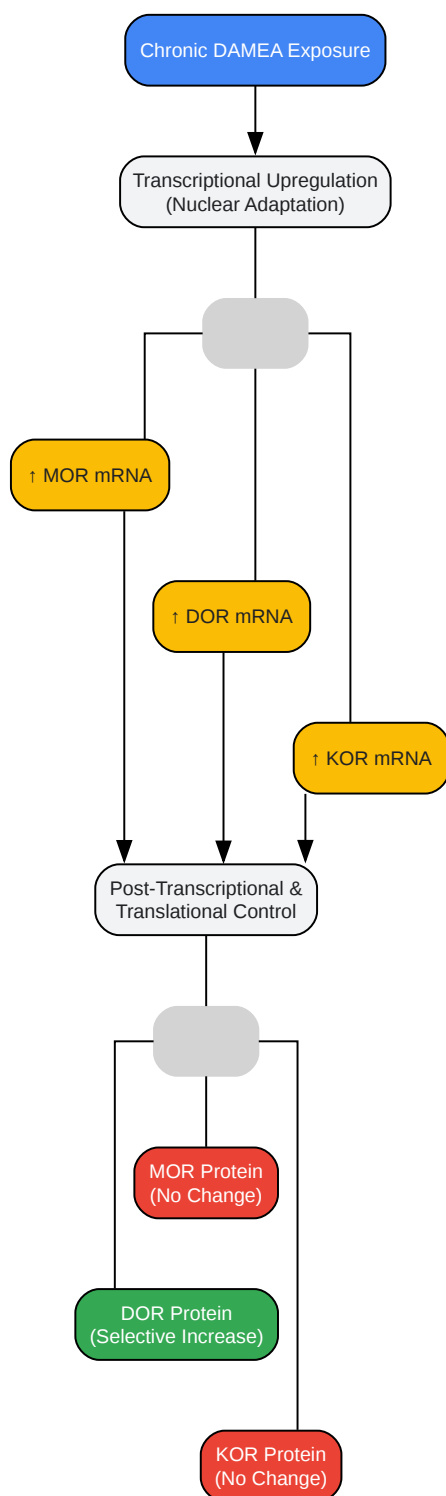 Chronic DAMEA Exposure
Transcriptional Upregulation
(Nuclear Adaptation)
↑ MOR mRNA
↑ DOR mRNA
↑ KOR mRNA
Post-Transcriptional &
Translational Control
MOR Protein
(No Change)
DOR Protein
(Selective Increase)
KOR Protein
(No Change)